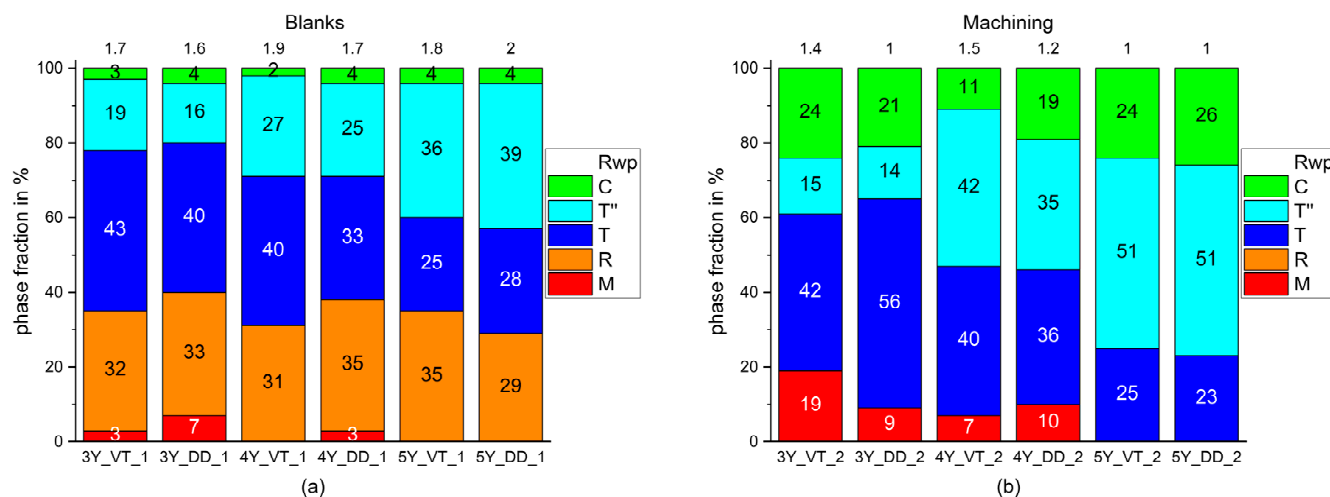 Blanks
1.7 1.6 1.9 1.7 1.8 2
phase fraction in %
100
80
60
40
20
0
3 4 2 4 4 4
19 16 27 25 36 39
43 40 40 33 25 28
32 33 31 35 35 29
3 7 3
3Y_VT_1 3Y_DD_1 4Y_VT_1 4Y_DD_1 5Y_VT_1 5Y_DD_1
Rwp
C
T"
T
R
M
(a)
Machining
1.4 1 1.5 1.2 1 1
phase fraction in %
100
80
60
40
20
0
24 21 11 19 24 26
15 14 42 35 51 51
42 56 40 36 25 23
19 9 7 10
3Y_VT_2 3Y_DD_2 4Y_VT_2 4Y_DD_2 5Y_VT_2 5Y_DD_2
Rwp
C
T"
T
R
M
(b)